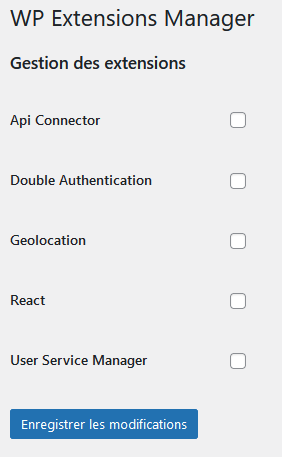 WP Extensions Manager
Gestion des extensions
Api Connector
Double Authentication
Geolocation
React
User Service Manager
Enregistrer les modifications